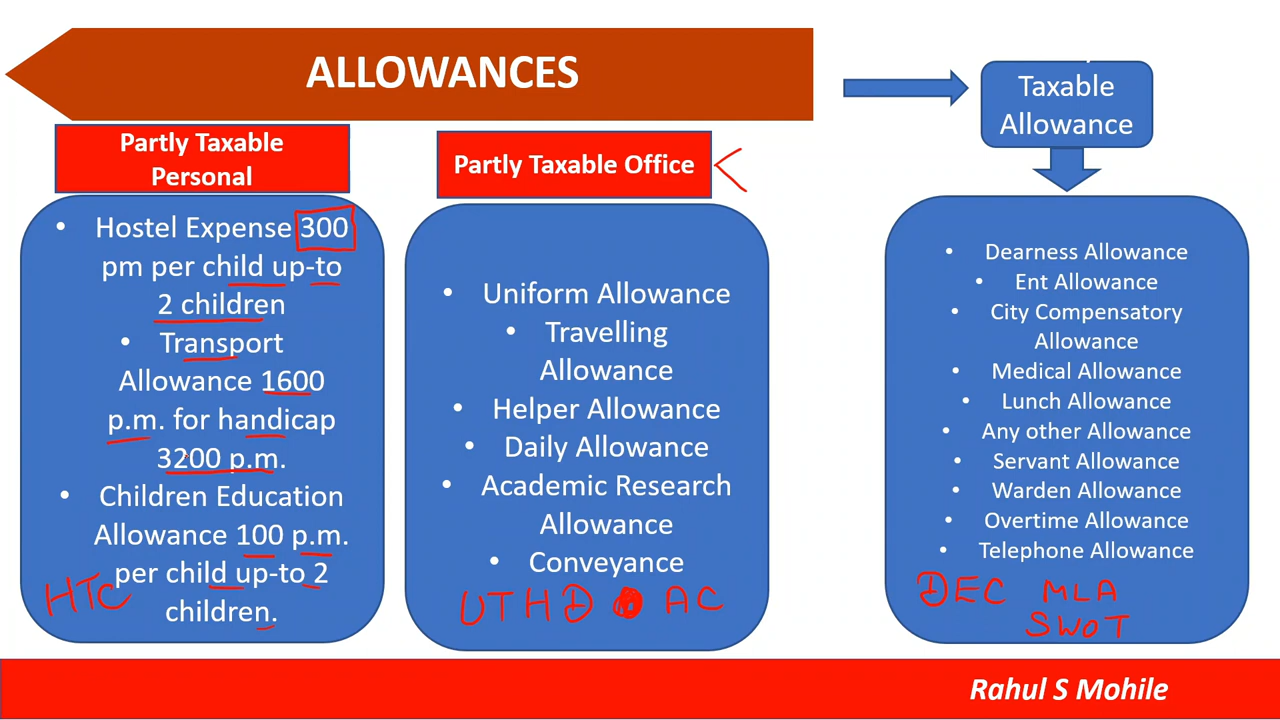 ALLOWANCES
Partly Taxable
Personal
• Hostel Expense 300
pm per child up-to
2 children
• Transport
Allowance 1600
p.m. for handicap
3200 p.m.
• Children Education
Allowance 100 p.m.
per child up-to 2
children.
HTC
Partly Taxable Office
• Uniform Allowance
• Travelling
Allowance
• Helper Allowance
• Daily Allowance
• Academic Research
Allowance
• Conveyance
UTHD AC
Taxable
Allowance
• Dearness Allowance
• Ent Allowance
• City Compensatory
Allowance
• Medical Allowance
• Lunch Allowance
• Any other Allowance
• Servant Allowance
• Warden Allowance
• Overtime Allowance
• Telephone Allowance
DEC MLA
SWOT
Rahul S Mohile